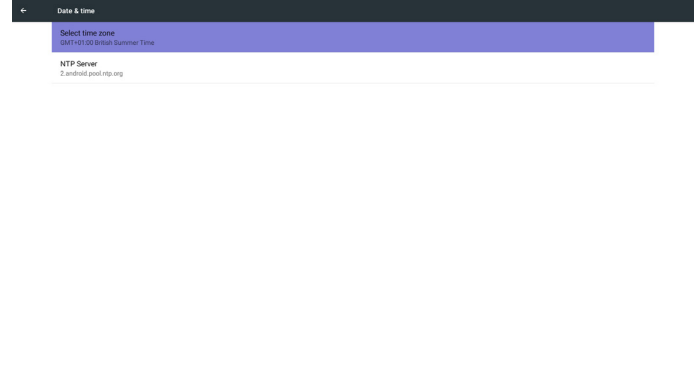 Date & time
Select time zone
GMT+01:00 British Summer Time
NTP Server
2.android.pool.ntp.org